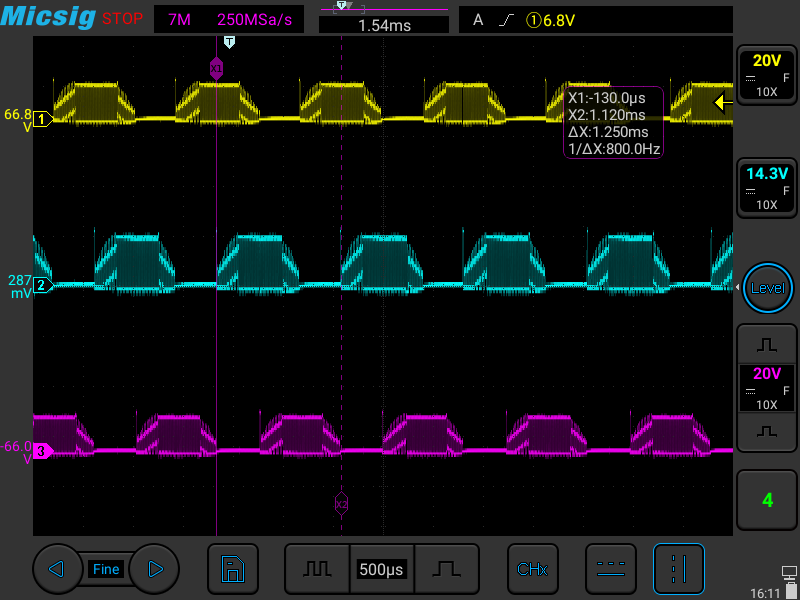 Micsig STOP 7M 250MSa/s T 1.54ms A ①6.8V
T
X1
20V
F
10X
66.8
V
1
X1:-130.0μs
X2:1.120ms
ΔX:1.250ms
1/ΔX:800.0Hz
14.3V
F
10X
287
mV
2
Level
20V
F
10X
-66.0
V
3
X2
4
Fine
500μs
CHx
16:11